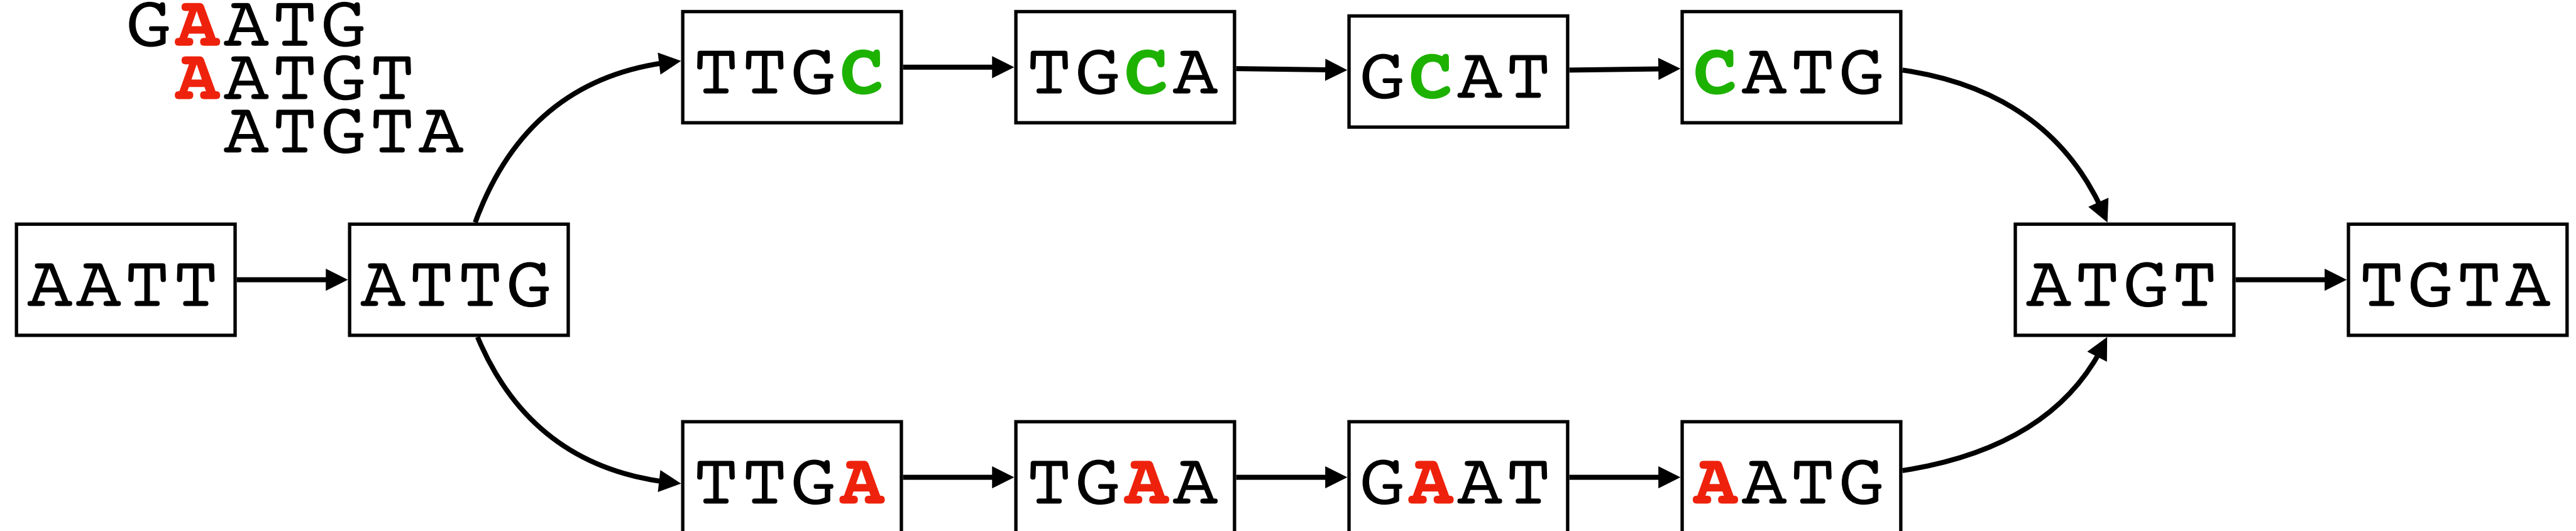 GAATG
AATGT
ATGTA
TTGC TGCA GCAT CATG
AATT ATTG ATGT TGTA
TTGA TGAA GAAT AATG